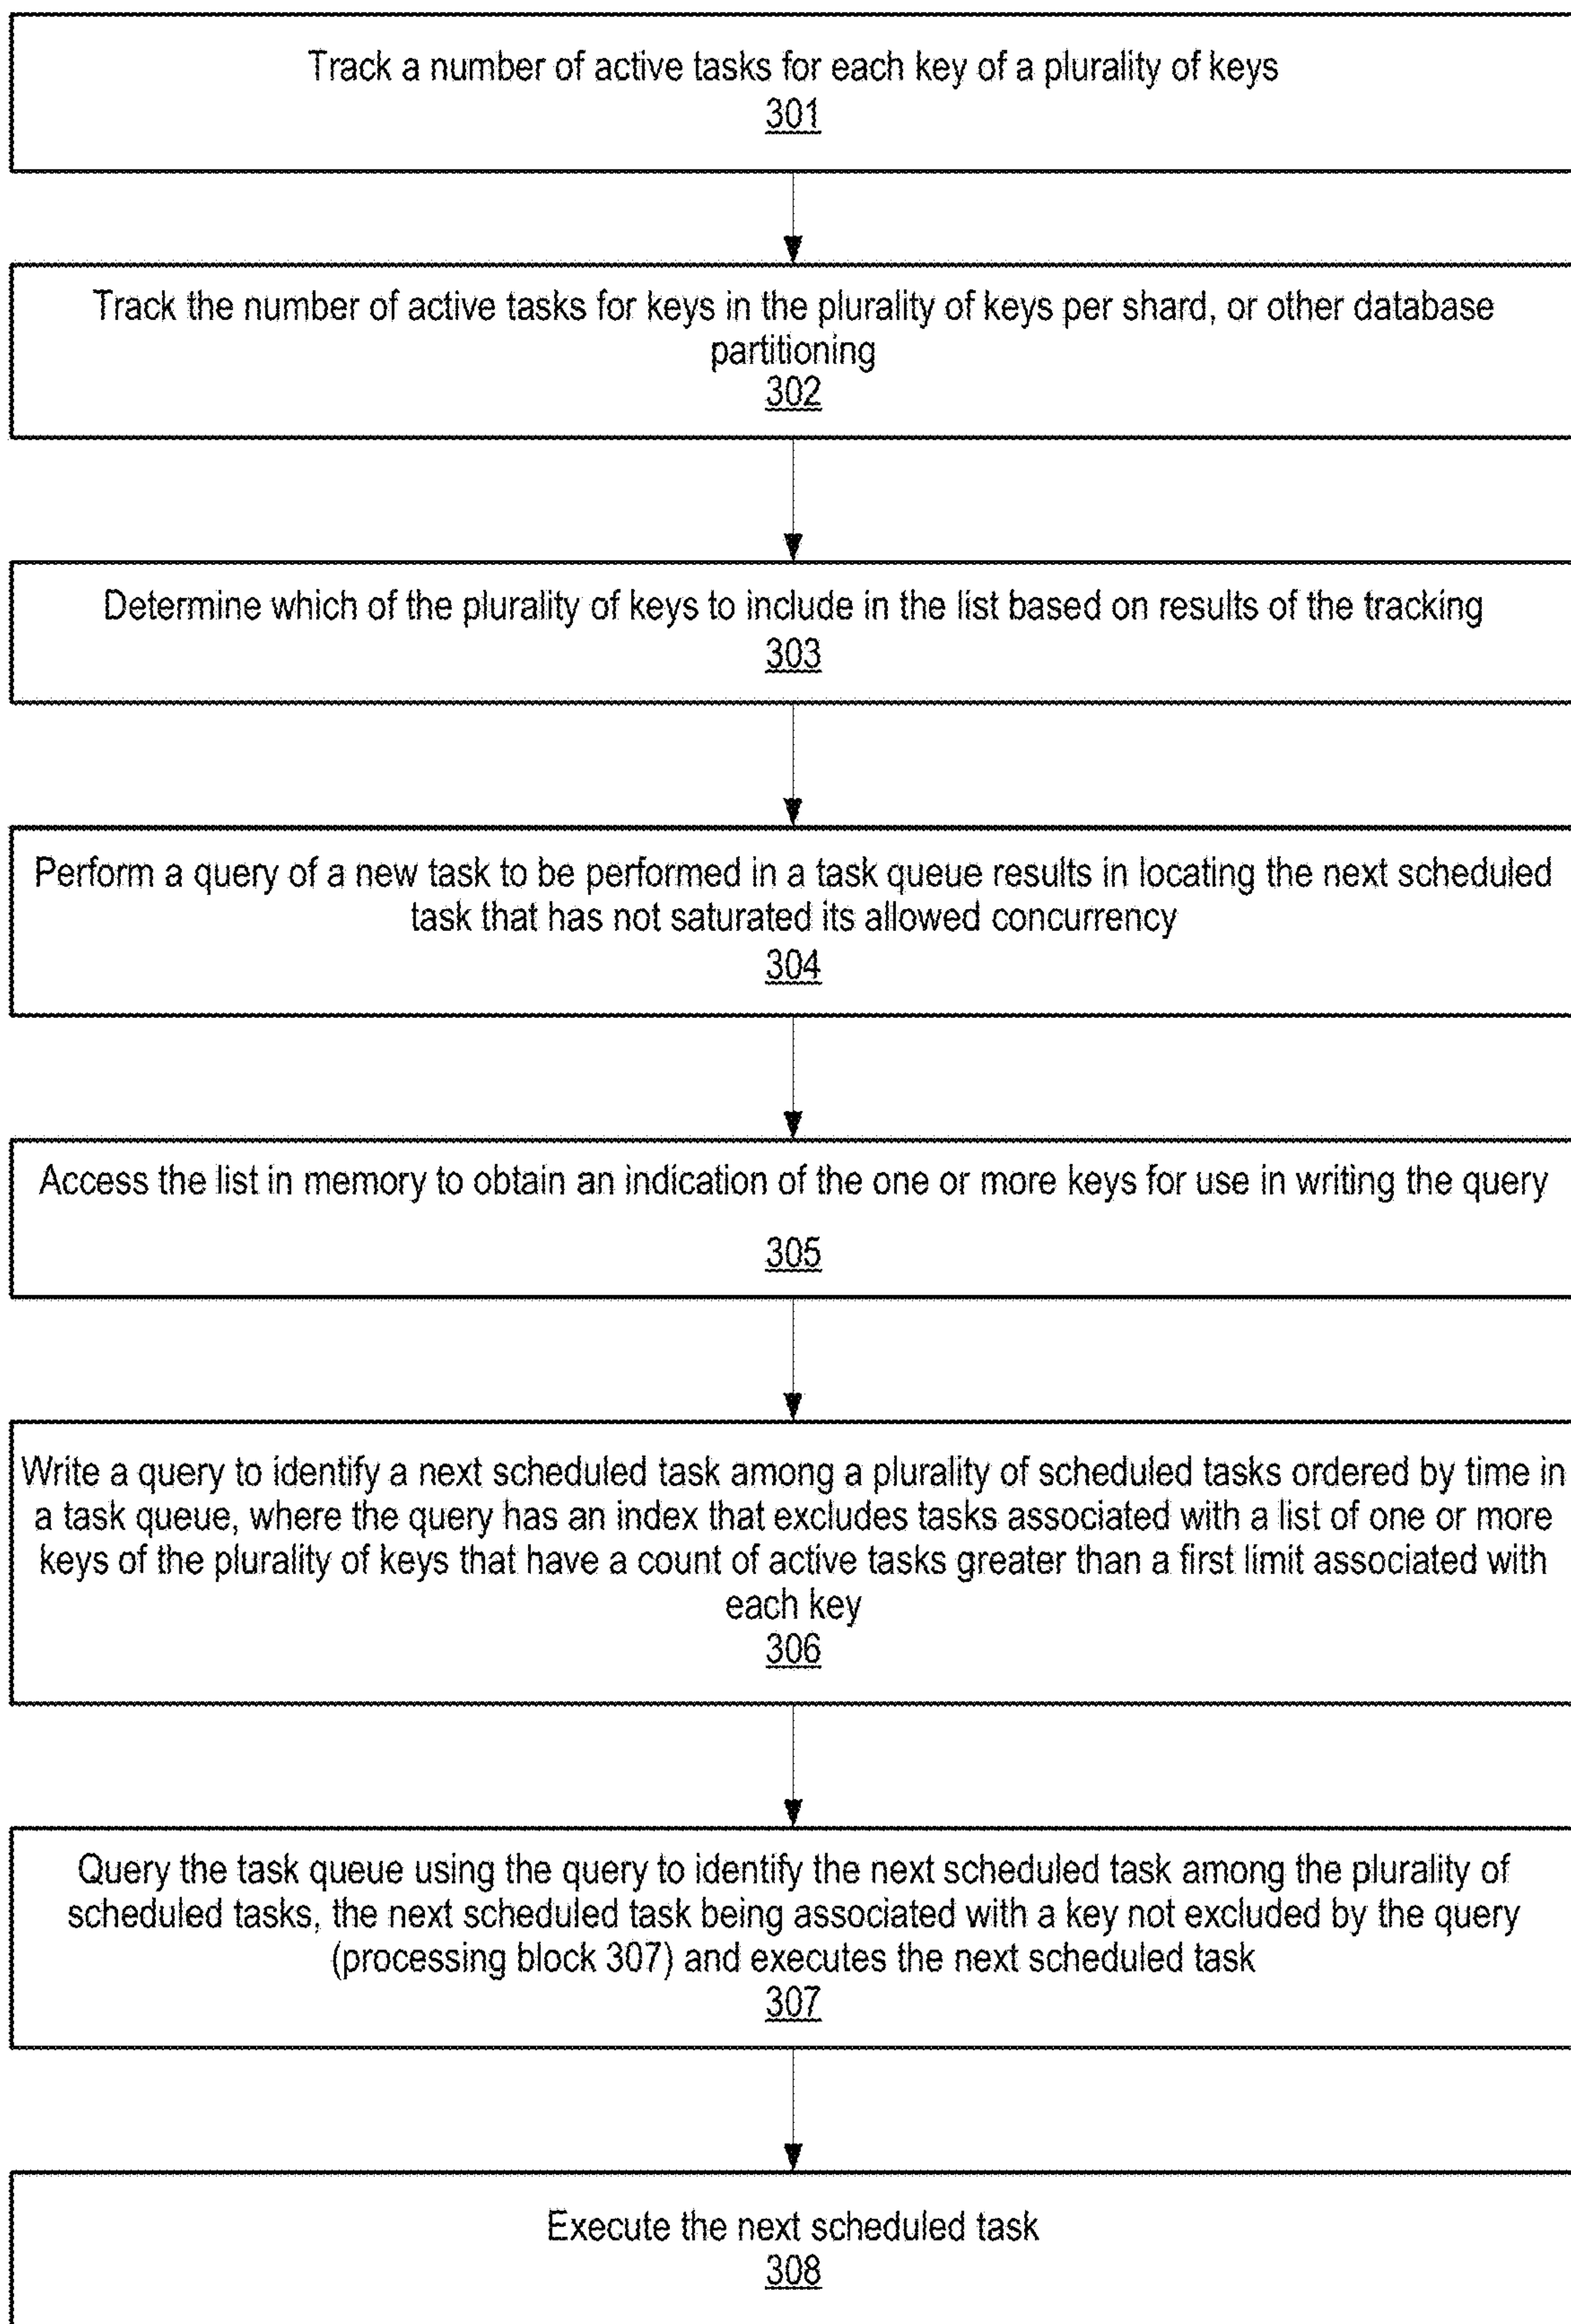 Track a number of active tasks for each key of a plurality of keys
301
Track the number of active tasks for keys in the plurality of keys per shard, or other database
partitioning
302
Determine which of the plurality of keys to include in the list based on results of the tracking
303
Perform a query of a new task to be performed in a task queue results in locating the next scheduled
task that has not saturated its allowed concurrency
304
Access the list in memory to obtain an indication of the one or more keys for use in writing the query
305
Write a query to identify a next scheduled task among a plurality of scheduled tasks ordered by time in
a task queue, where the query has an index that excludes tasks associated with a list of one or more
keys of the plurality of keys that have a count of active tasks greater than a first limit associated with
each key
306
Query the task queue using the query to identify the next scheduled task among the plurality of
scheduled tasks, the next scheduled task being associated with a key not excluded by the query
(processing block 307) and executes the next scheduled task
307
Execute the next scheduled task
308